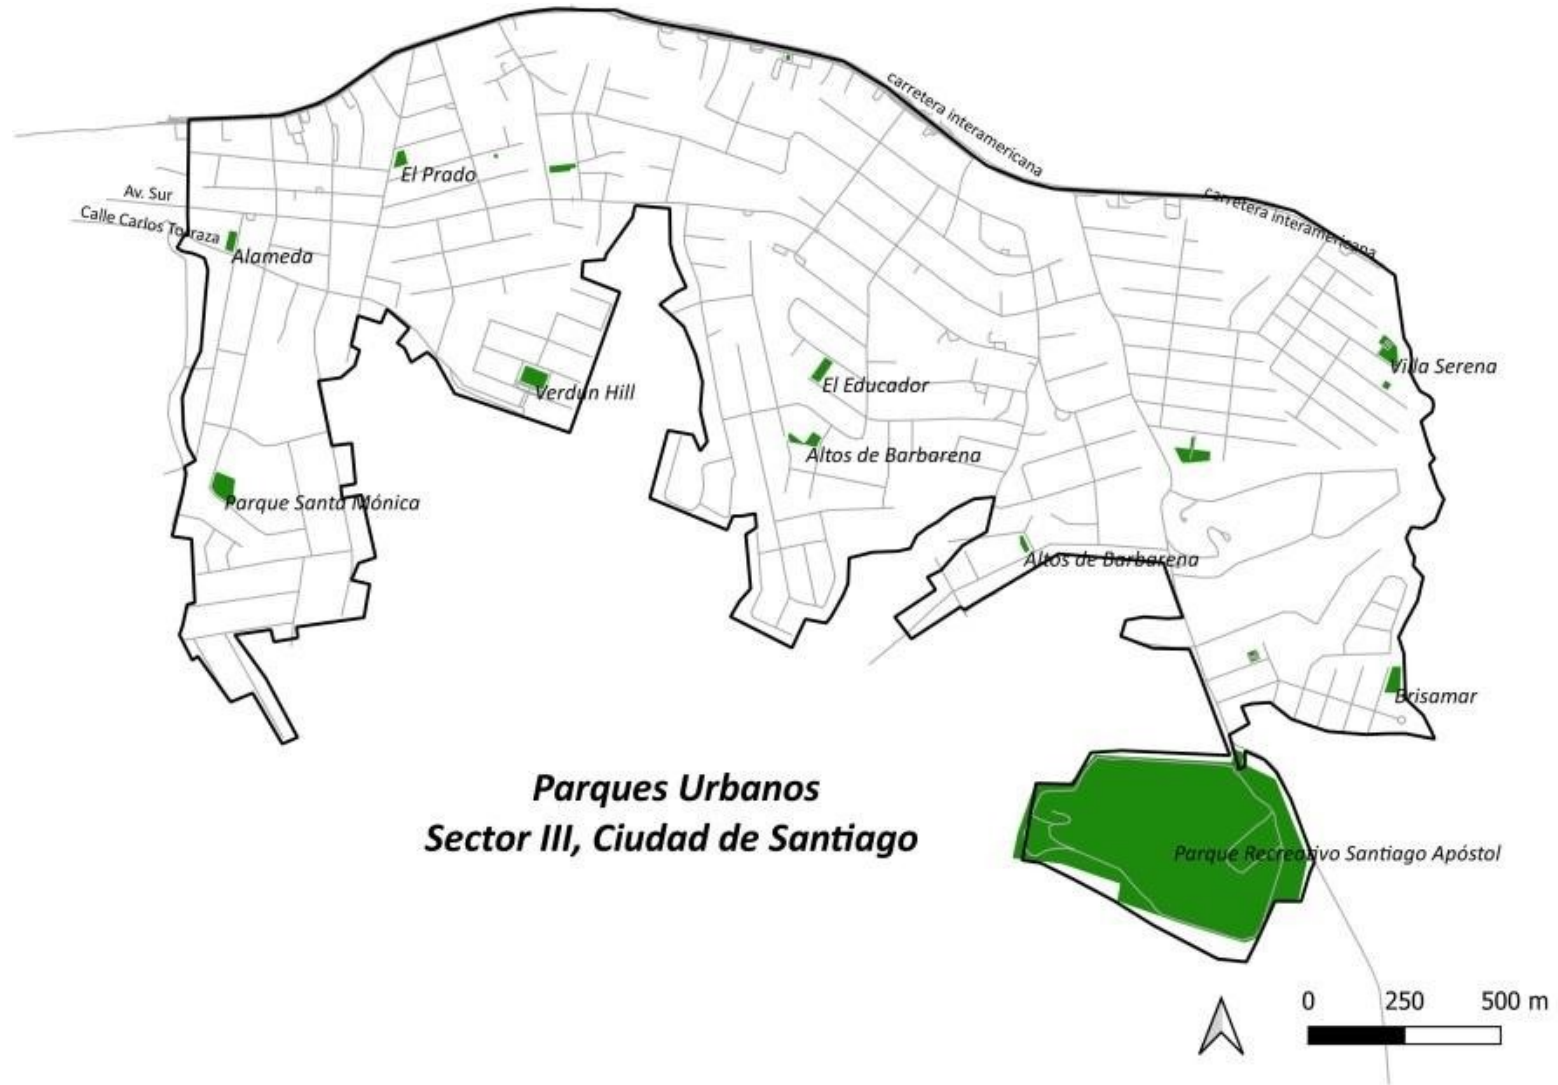 carretera interamericana
El Prado
Av. Sur
carretera interamericana
Calle Carlos Torraza
Alameda
Villa Serena
El Educador
Verdun Hill
Altos de Barbarena
Parque Santa Mónica
Altos de Barbarena
Brisamar
Parques Urbanos
Sector III, Ciudad de Santiago
Parque Recreativo Santiago Apóstol
0 250 500 m